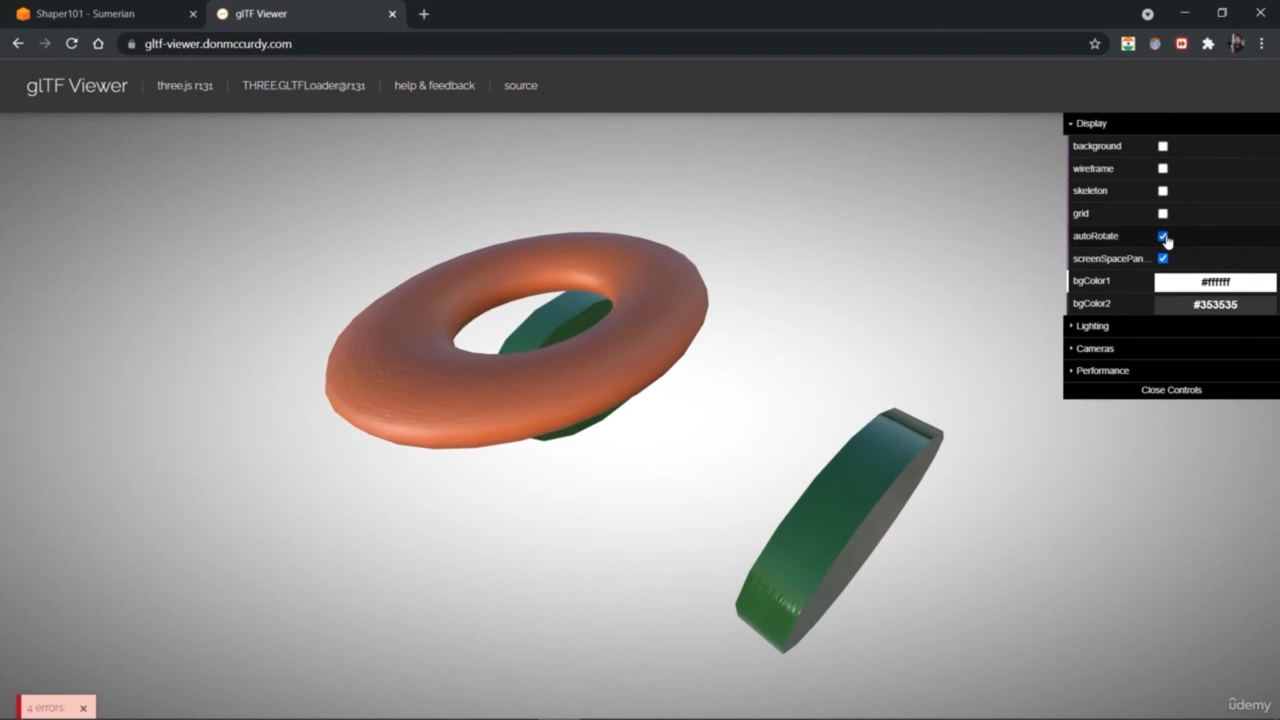 Shaper101 - Sumerian
glTF Viewer
gltf-viewer.donmccurdy.com
glTF Viewer
three.js r131
THREE.GLTFLoader@r131
help & feedback
source
Display
background
wireframe
skeleton
grid
autoRotate
screenSpacePan...
bgColor1 #ffffff
bgColor2 #353535
Lighting
Cameras
Performance
Close Controls
4 errors.
ûdemy